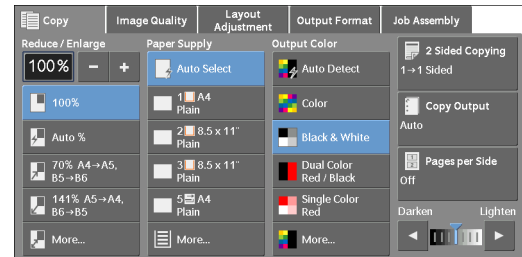 Copy
Image Quality
Layout
Adjustment
Output Format
Job Assembly
Reduce / Enlarge
100%
-
+
100%
Auto %
70% A4→A5,
B5→B6
141% A5→A4,
B6→B5
More...
Paper Supply
Auto Select
1 A4
Plain
2 8.5 x 11"
Plain
3 8.5 x 11"
Plain
5 A4
Plain
More...
Output Color
Auto Detect
Color
Black & White
Dual Color
Red / Black
Single Color
Red
More...
2 Sided Copying
1→1 Sided
Copy Output
Auto
Pages per Side
Off
Darken Lighten